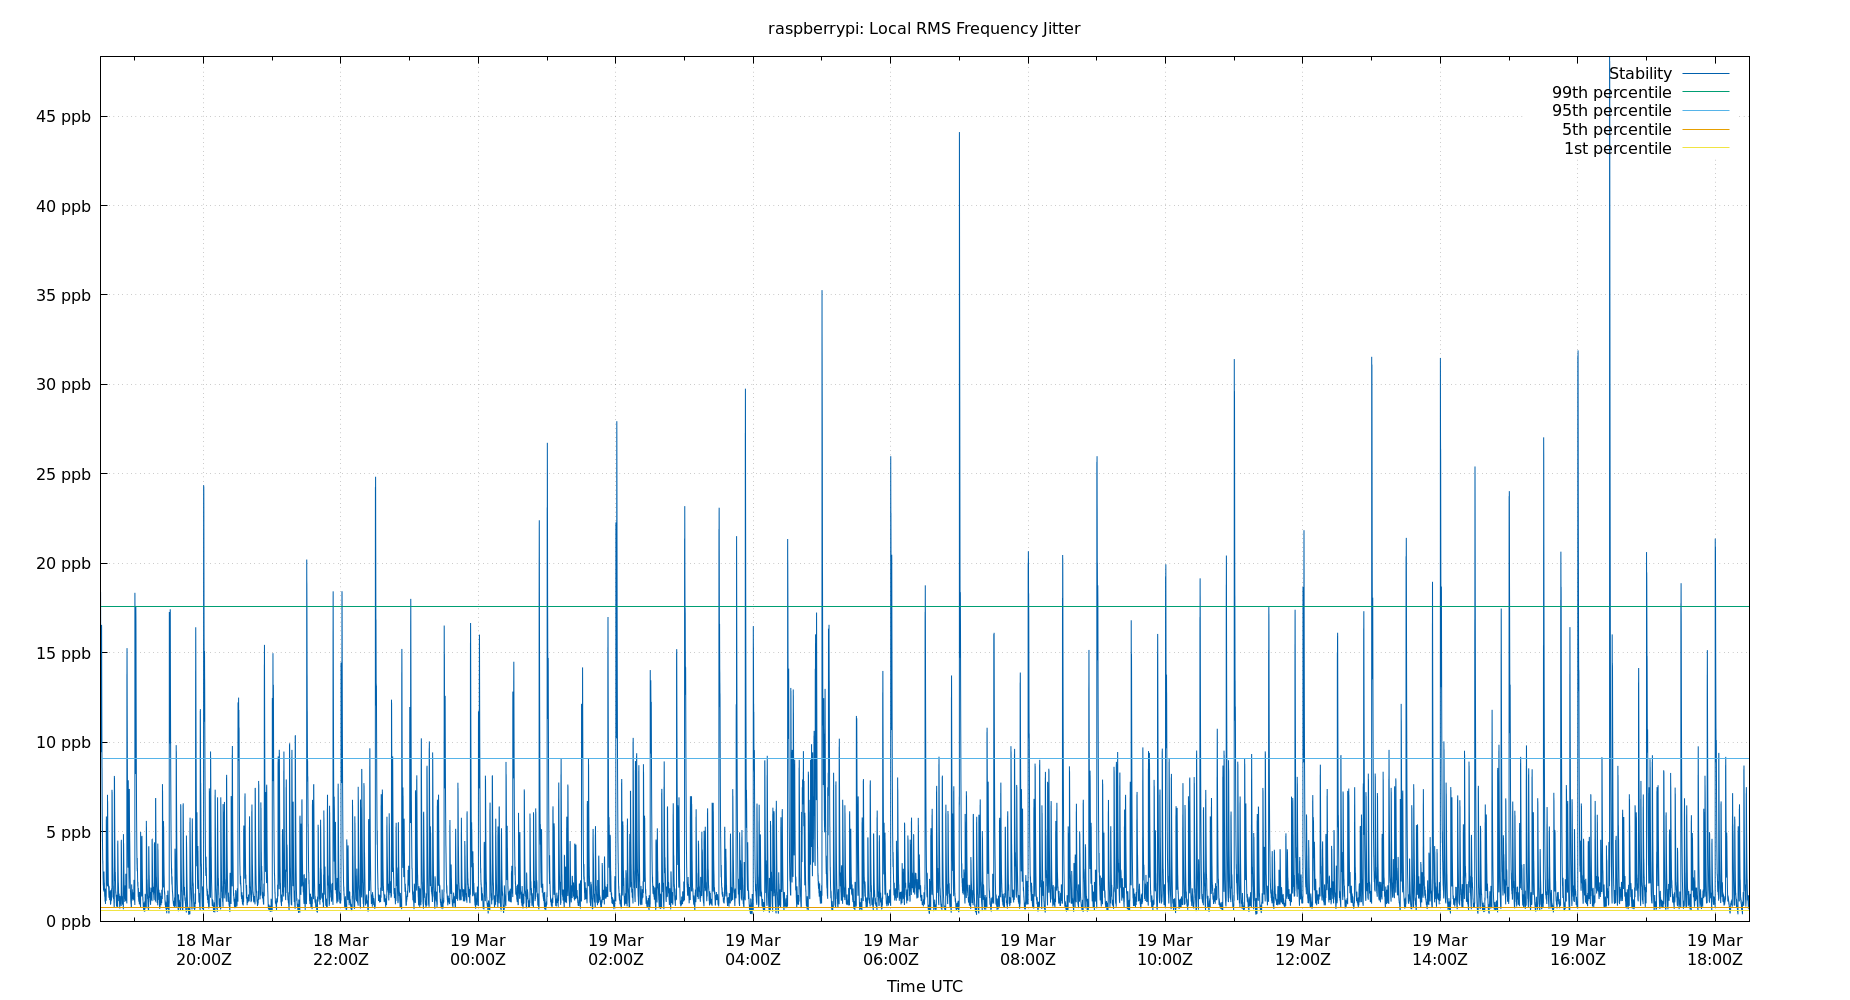 raspberrypi: Local RMS Frequency Jitter
Stability
99th percentile
95th percentile
5th percentile
1st percentile
45 ppb
40 ppb
35 ppb
30 ppb
25 ppb
20 ppb
15 ppb
10 ppb
5 ppb
0 ppb
18 Mar 18 Mar 19 Mar 19 Mar 19 Mar 19 Mar 19 Mar 19 Mar 19 Mar 19 Mar 19 Mar 19 Mar
20:00Z 22:00Z 00:00Z 02:00Z 04:00Z 06:00Z 08:00Z 10:00Z 12:00Z 14:00Z 16:00Z 18:00Z
Time UTC